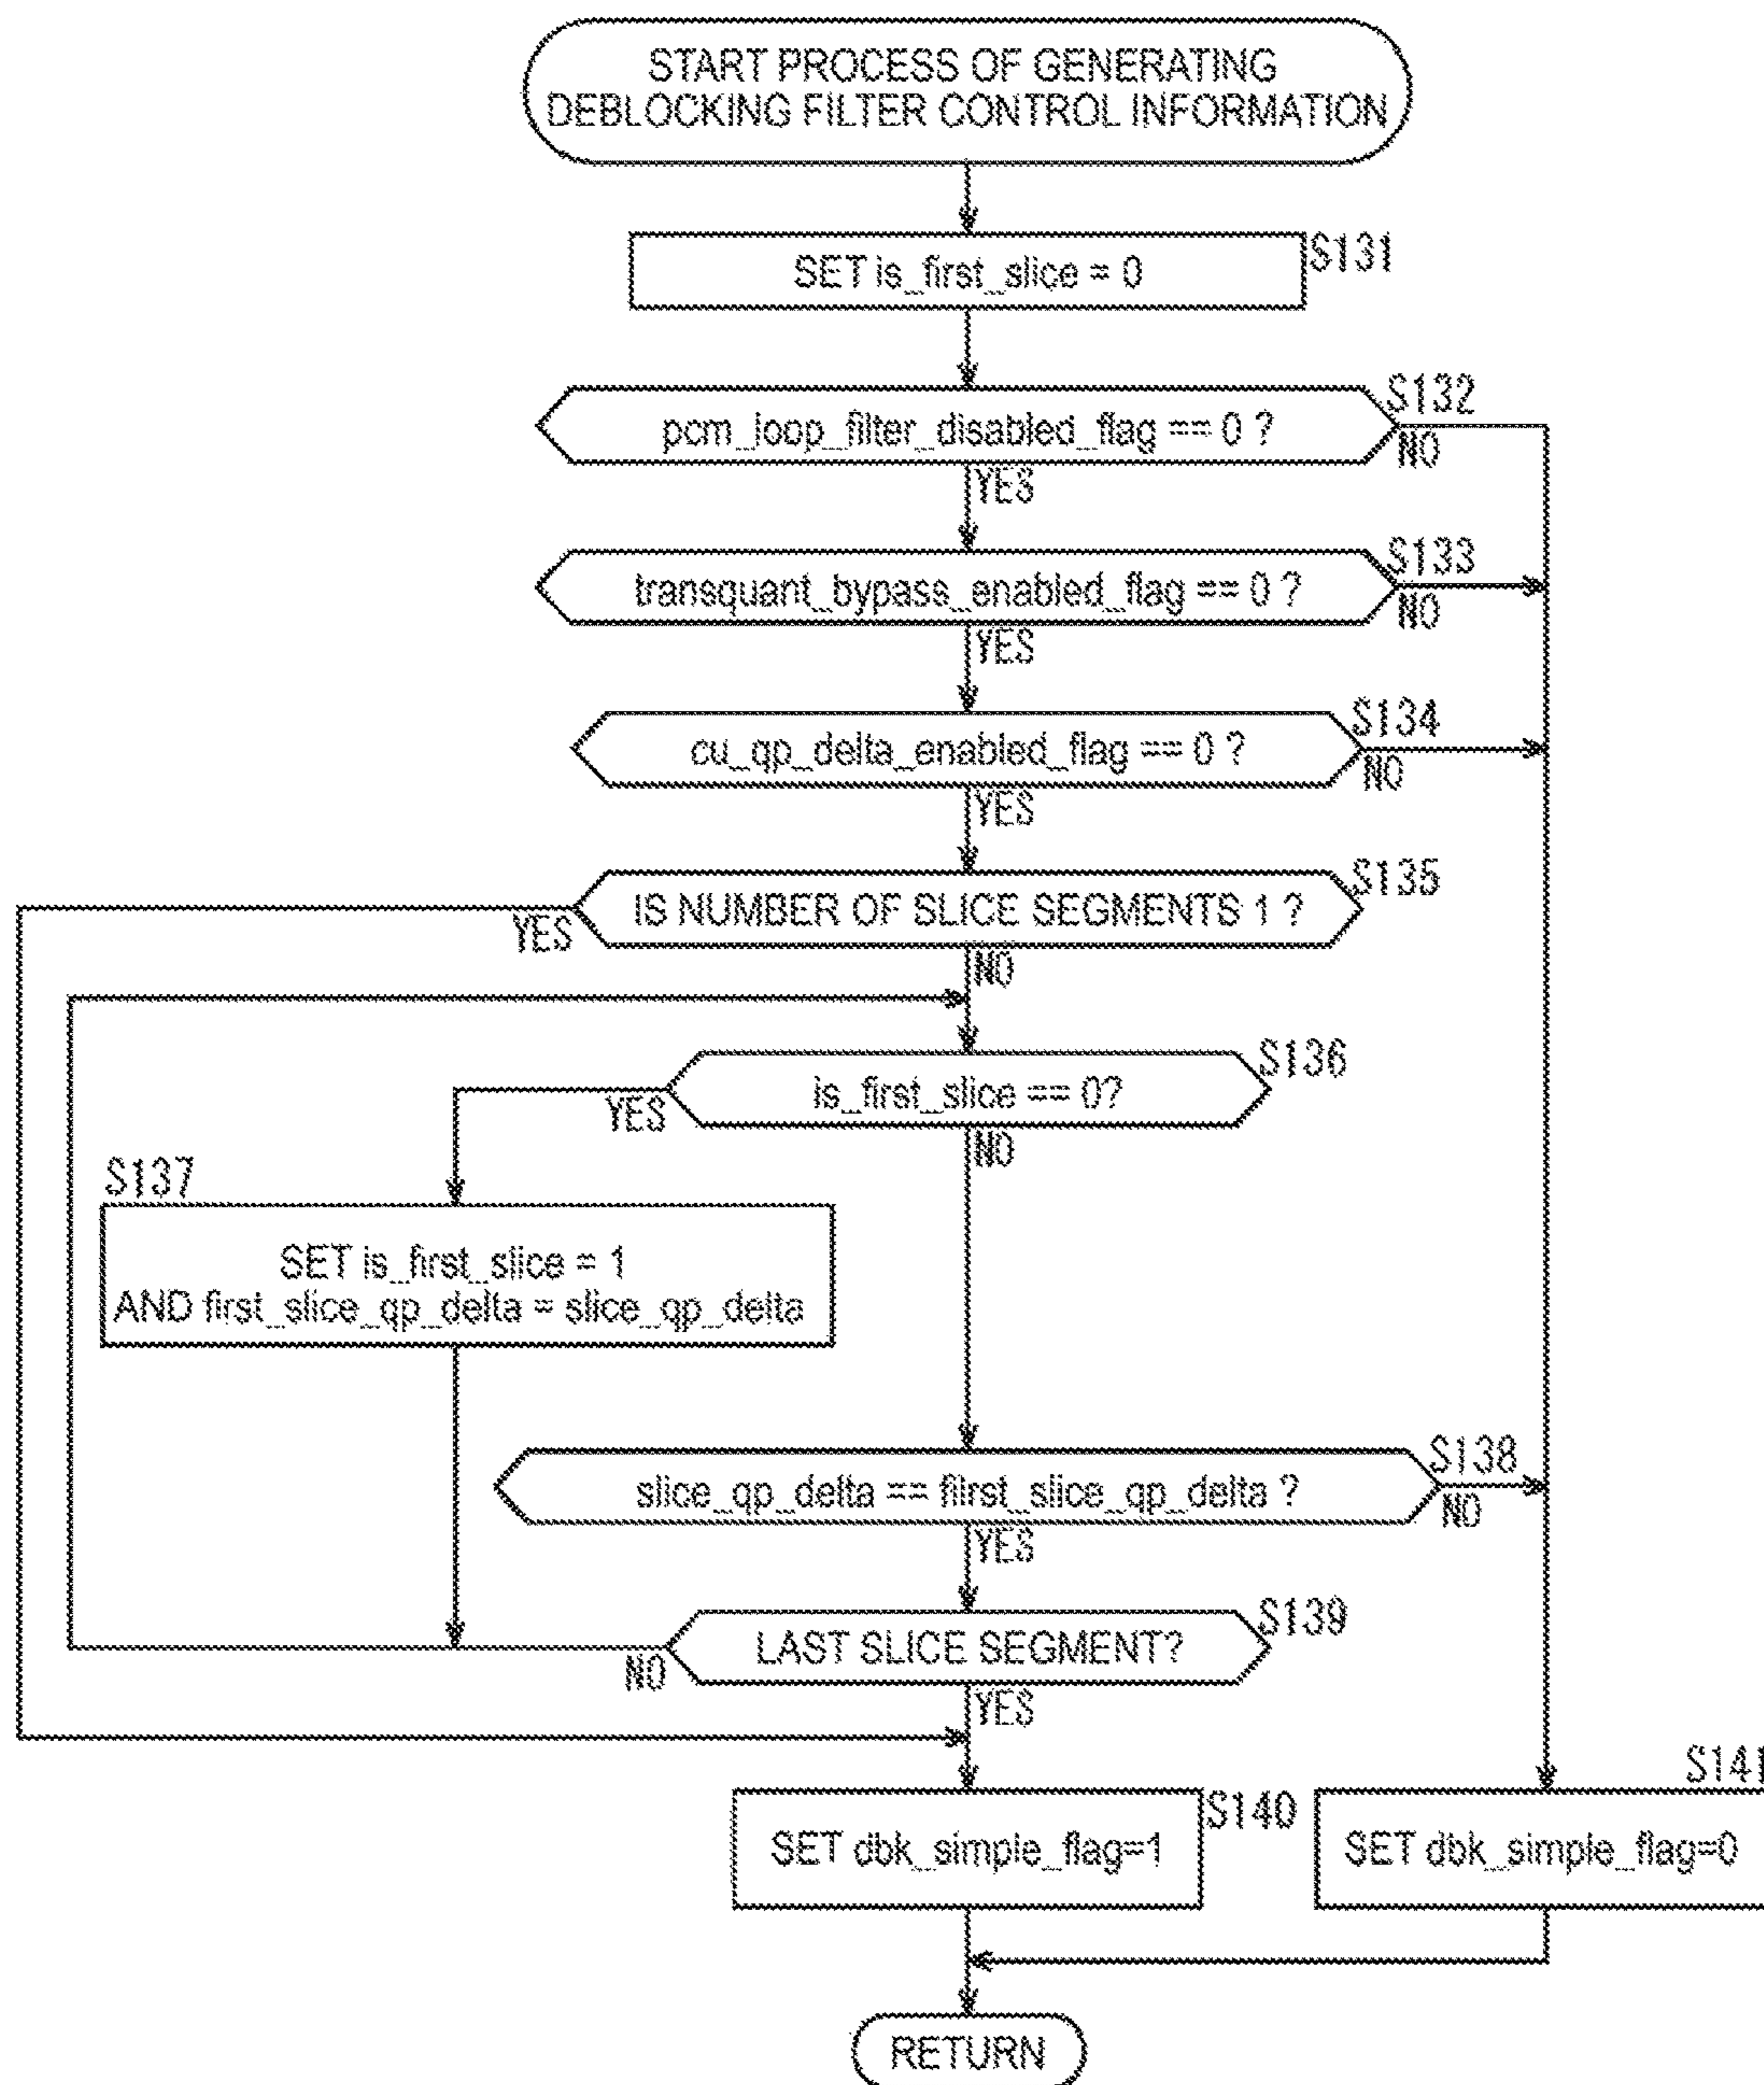 START PROCESS OF GENERATING
DEBLOCKING FILTER CONTROL INFORMATION
S131
SET is_first_slice = 0
S132
pcm_loop_filter_disabled_flag == 0 ?
NO
YES
S133
transquant_bypass_enabled_flag == 0 ?
NO
YES
S134
cu_qp_delta_enabled_flag == 0 ?
NO
YES
S135
IS NUMBER OF SLICE SEGMENTS 1 ?
YES
NO
S136
is_first_slice == 0?
YES
NO
S137
SET is_first_slice = 1
AND first_slice_qp_delta = slice_qp_delta
S138
slice_qp_delta == fiirst_slice_qp_delta ?
NO
YES
S139
LAST SLICE SEGMENT?
NO
YES
S140
SET dbk_simple_flag=1
S141
SET dbk_simple_flag=0
RETURN